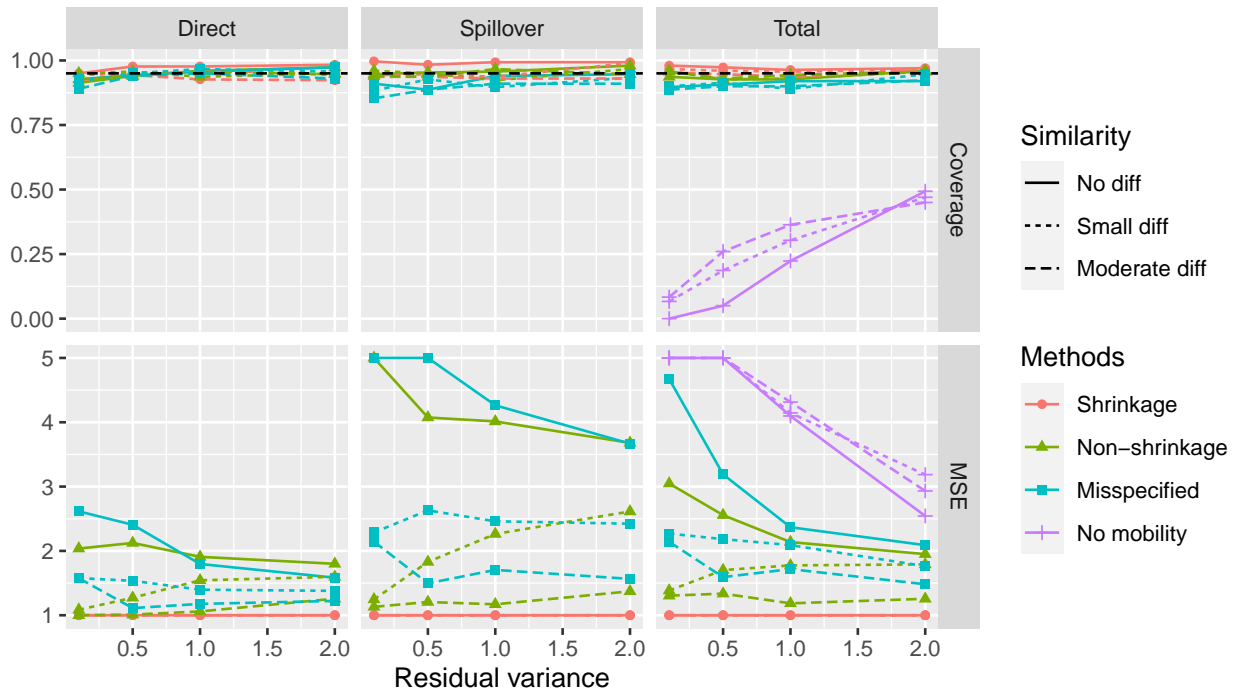 Direct
Spillover
Total
1.00
0.75
0.50
0.25
0.00
Coverage
5
4
3
2
1
MSE
0.5 1.0 1.5 2.0
0.5 1.0 1.5 2.0
0.5 1.0 1.5 2.0
Residual variance
Similarity
No diff
Small diff
Moderate diff
Methods
Shrinkage
Non−shrinkage
Misspecified
No mobility